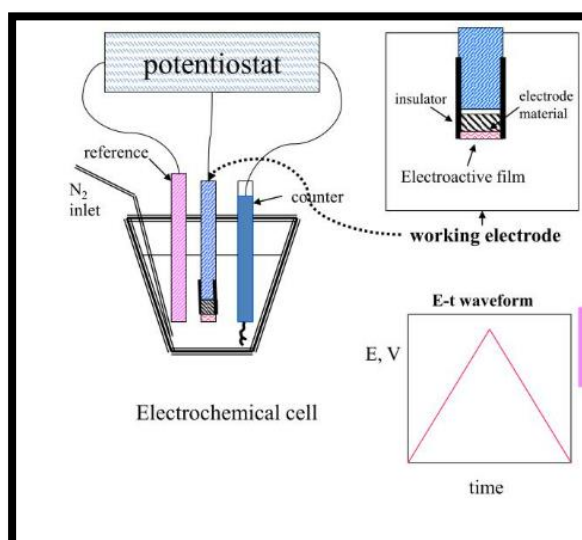 potentiostat
reference
N₂
inlet
counter
Electrochemical cell
insulator
electrode
material
Electroactive film
working electrode
E-t waveform
E, V
time